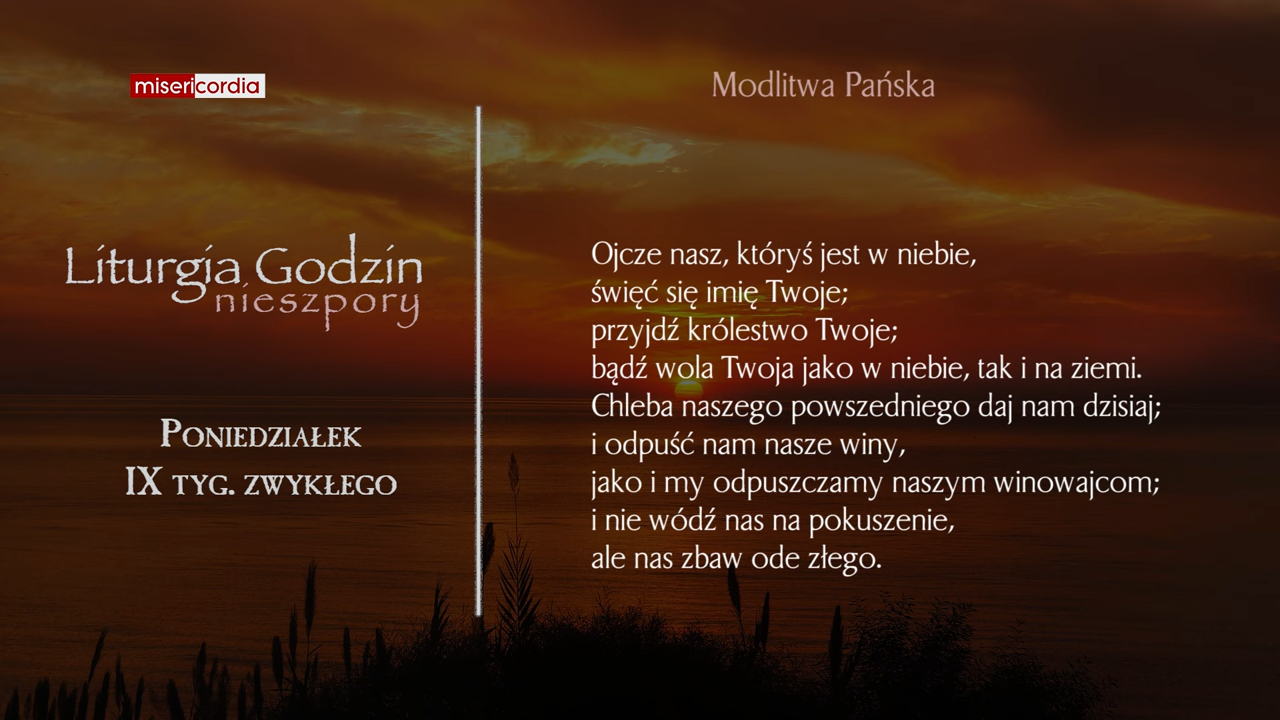 misericordia
Liturgia Godzin
nieszpory
Poniedziałek
IX tyg. zwykłego
Modlitwa Pańska
Ojcze nasz, któryś jest w niebie,
święć się imię Twoje;
przyjdź królestwo Twoje;
bądź wola Twoja jako w niebie, tak i na ziemi.
Chleba naszego powszedniego daj nam dzisiaj;
i odpuść nam nasze winy,
jako i my odpuszczamy naszym winowajcom;
i nie wódź nas na pokuszenie,
ale nas zbaw ode złego.